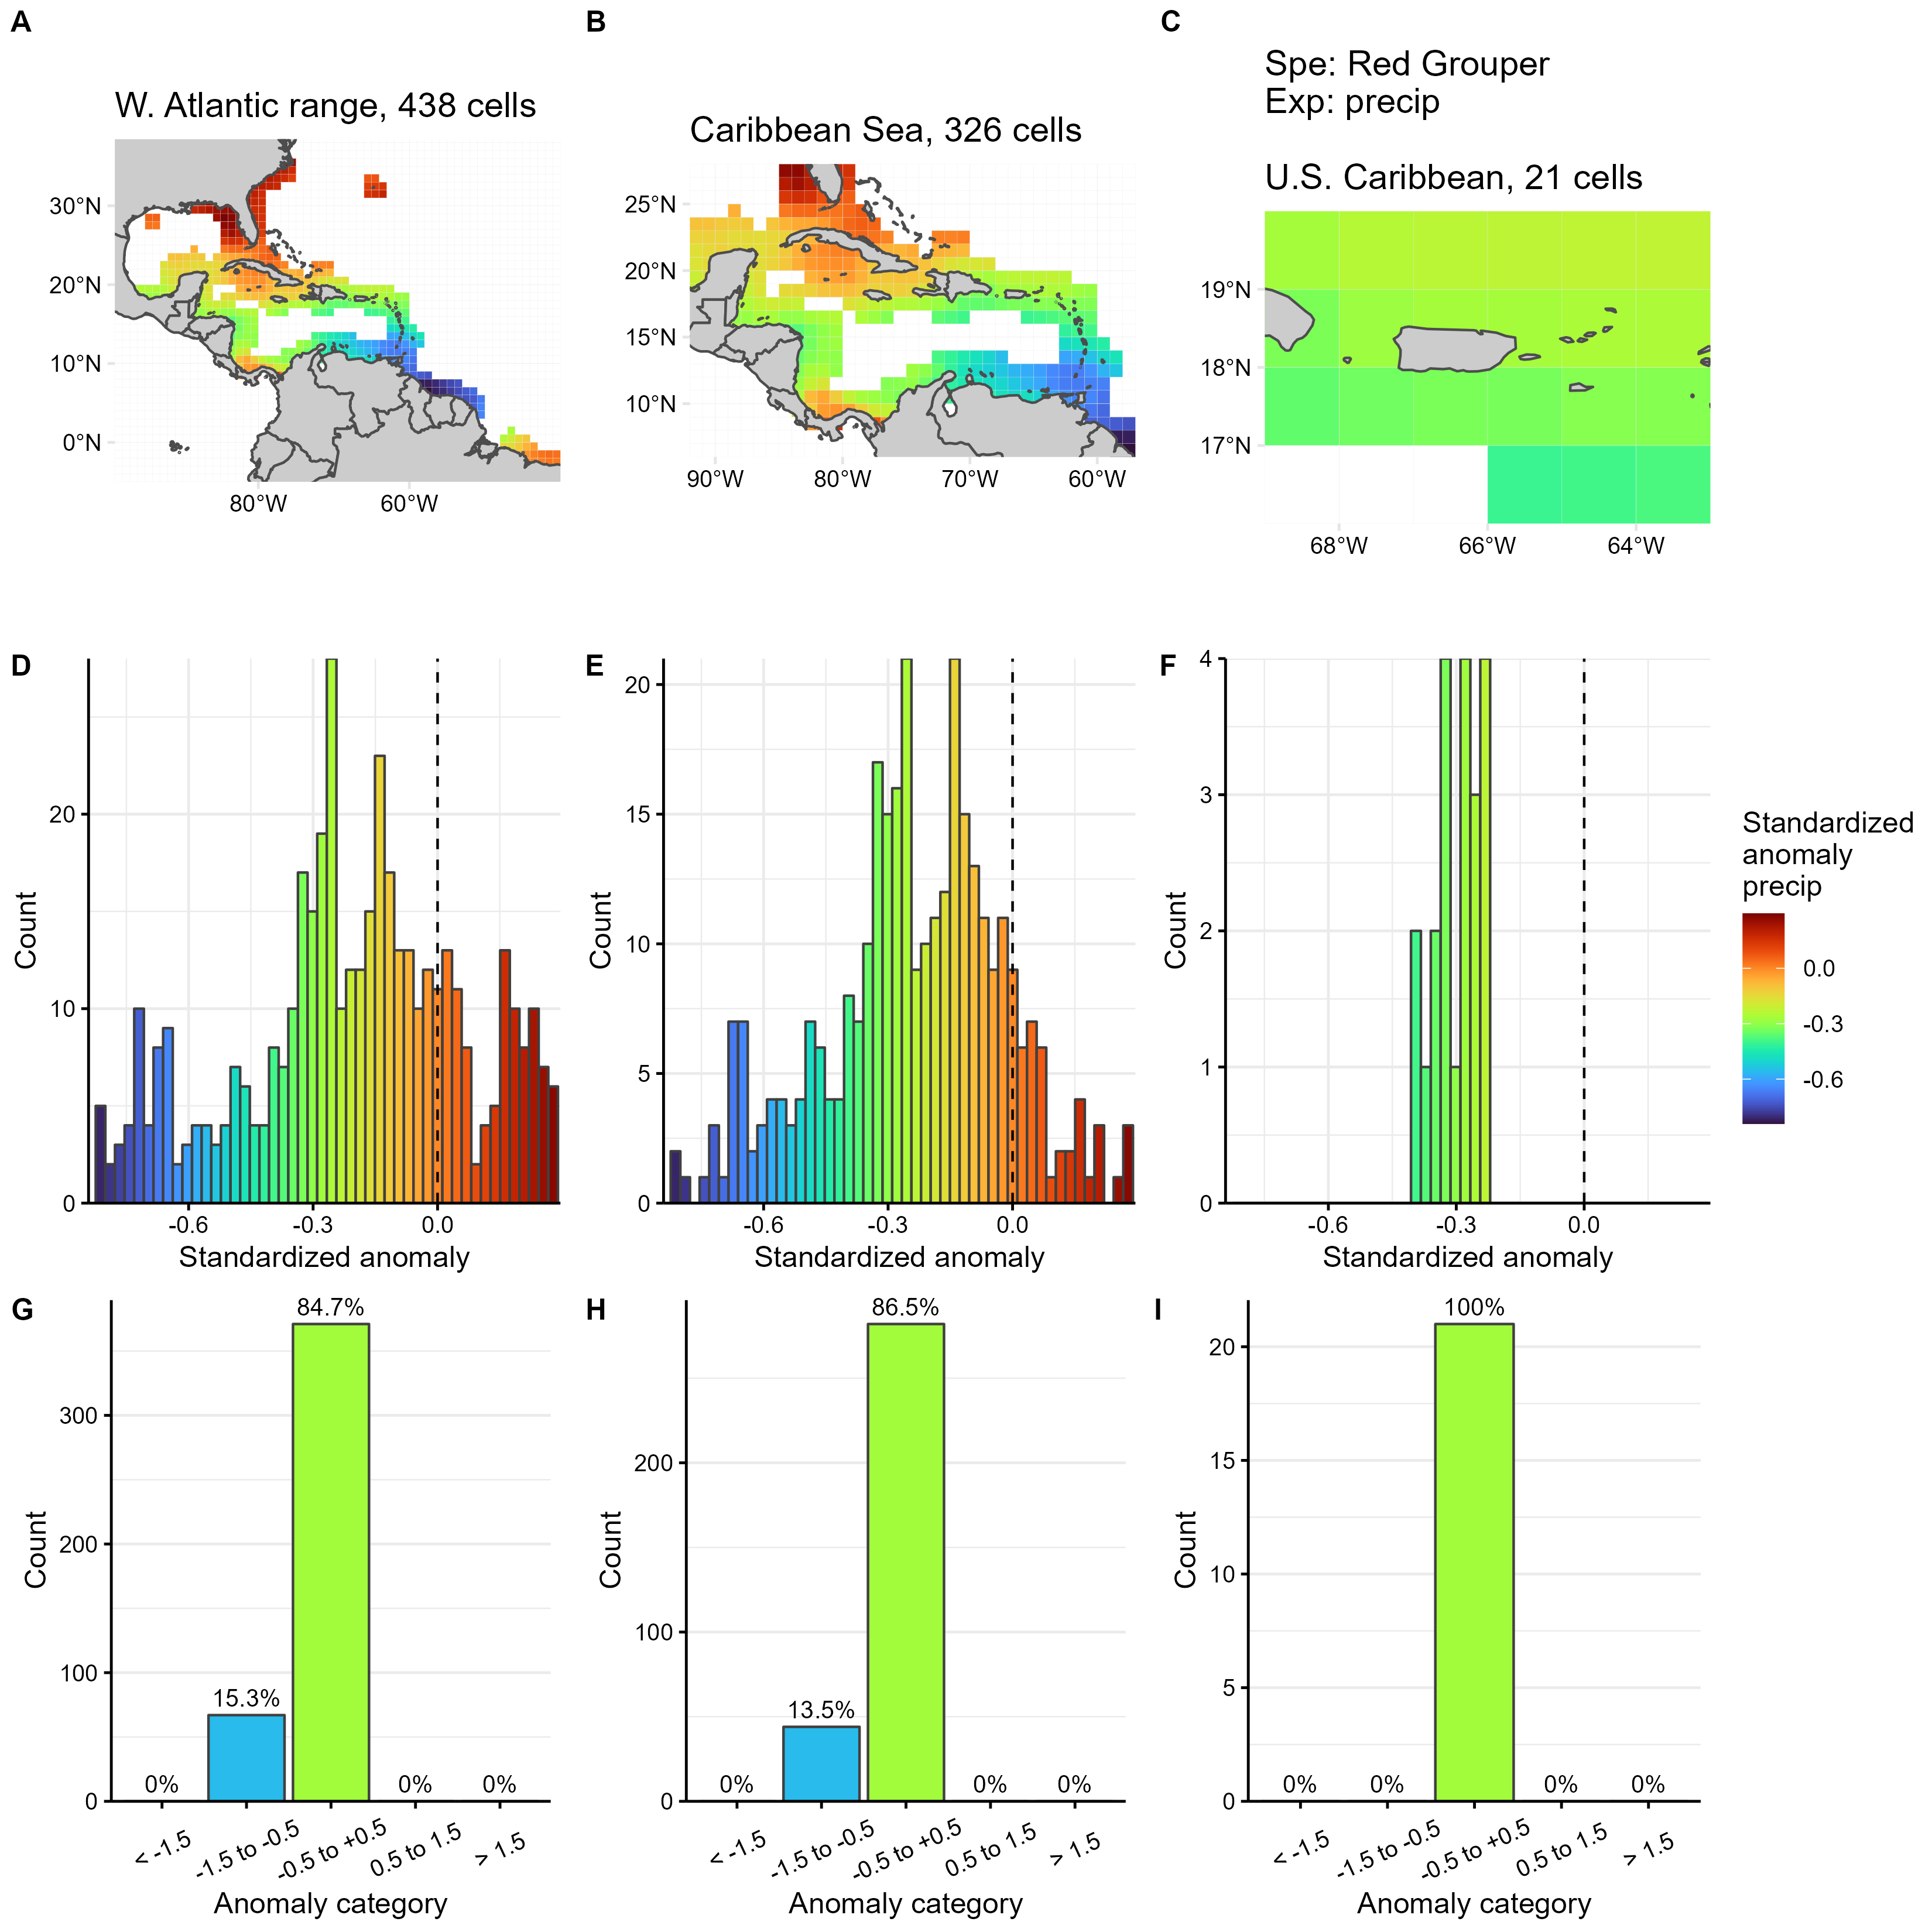 A
B
C
W. Atlantic range, 438 cells
Caribbean Sea, 326 cells
Spe: Red Grouper
Exp: precip
U.S. Caribbean, 21 cells
30°N
20°N
10°N
0°N
80°W
60°W
25°N
20°N
15°N
10°N
90°W
80°W
70°W
60°W
19°N
18°N
17°N
68°W
66°W
64°W
D
Count
20
10
0
-0.6
-0.3
0.0
Standardized anomaly
E
Count
20
15
10
5
0
-0.6
-0.3
0.0
Standardized anomaly
F
Count
4
3
2
1
0
-0.6
-0.3
0.0
Standardized anomaly
Standardized
anomaly
precip
0.0
-0.3
-0.6
G
Count
300
200
100
0
0%
15.3%
84.7%
0%
0%
< -1.5
-1.5 to -0.5
-0.5 to +0.5
0.5 to 1.5
> 1.5
Anomaly category
H
Count
200
100
0
0%
13.5%
86.5%
0%
0%
< -1.5
-1.5 to -0.5
-0.5 to +0.5
0.5 to 1.5
> 1.5
Anomaly category
I
Count
20
15
10
5
0
0%
0%
100%
0%
0%
< -1.5
-1.5 to -0.5
-0.5 to +0.5
0.5 to 1.5
> 1.5
Anomaly category